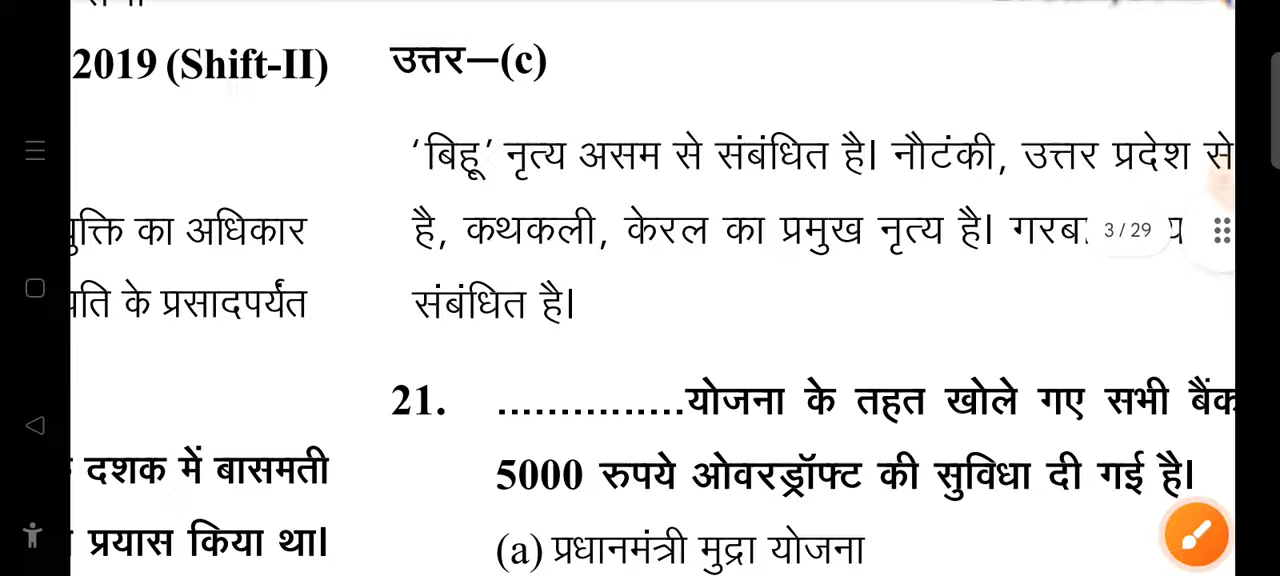 2019 (Shift-II)
का अधिकार
के प्रसादपर्यंत
दशक में बासमती
प्रयास किया था।
उत्तर–(c)
‘बिहू’ नृत्य असम से संबंधित है। नौटंकी, उत्तर प्रदेश से
है, कथकली, केरल का प्रमुख नृत्य है।
संबंधित है।
21. ...............योजना के तहत खोले गए सभी बैंक
5000 रुपये ओवरड्रॉफ्ट की सुविधा दी गई है।
(a) प्रधानमंत्री मुद्रा योजना
3 / 29